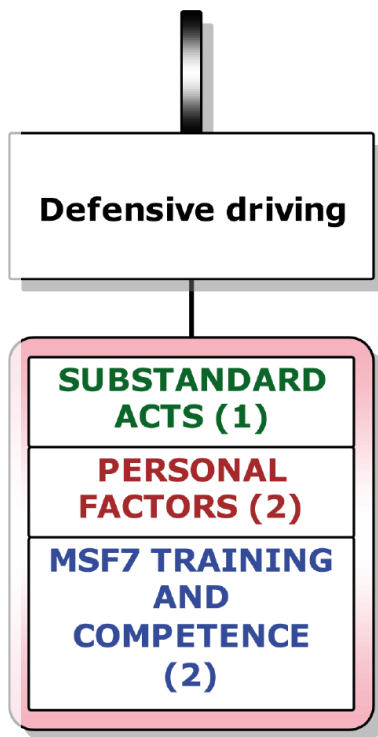 Defensive driving
SUBSTANDARD
ACTS (1)
PERSONAL
FACTORS (2)
MSF7 TRAINING
AND
COMPETENCE
(2)